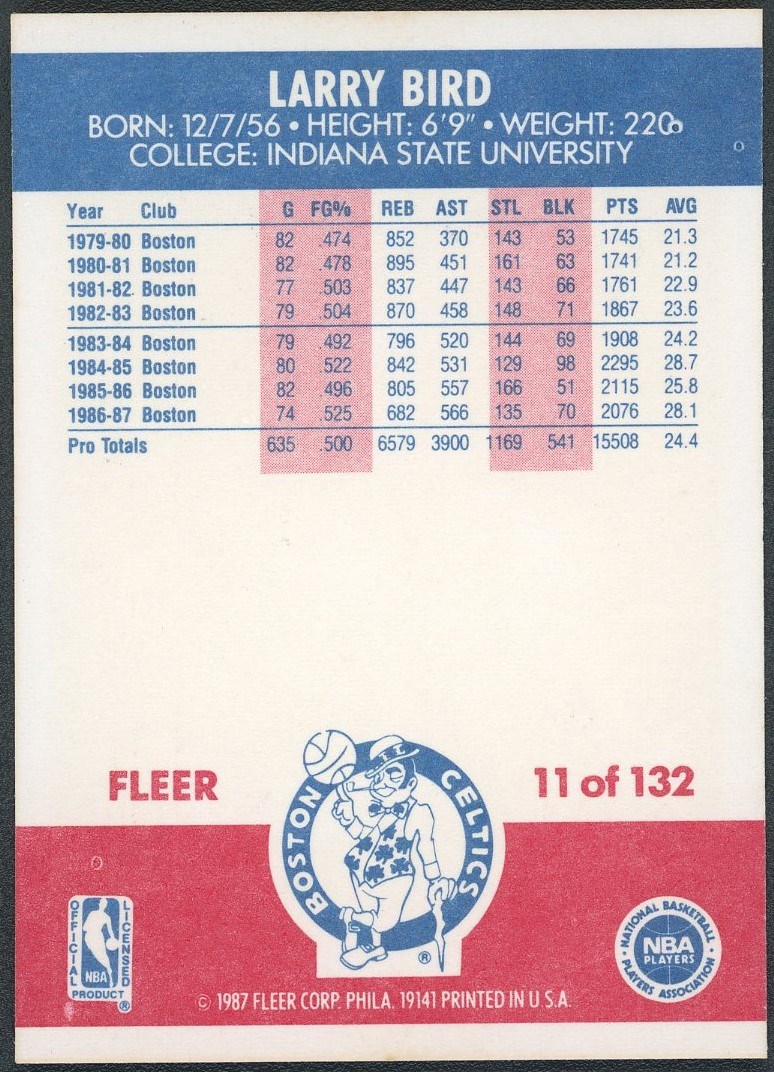 LARRY BIRD
BORN: 12/7/56 • HEIGHT: 6'9" • WEIGHT: 220
COLLEGE: INDIANA STATE UNIVERSITY
Year Club G FG% REB AST STL BLK PTS AVG
1979-80 Boston 82 .474 852 370 143 53 1745 21.3
1980-81 Boston 82 .478 895 451 161 63 1741 21.2
1981-82 Boston 77 .503 837 447 143 66 1761 22.9
1982-83 Boston 79 .504 870 458 148 71 1867 23.6
1983-84 Boston 79 .492 796 520 144 69 1908 24.2
1984-85 Boston 80 .522 842 531 129 98 2295 28.7
1985-86 Boston 82 .496 805 557 166 51 2115 25.8
1986-87 Boston 74 .525 682 566 135 70 2076 28.1
Pro Totals 635 .500 6579 3900 1169 541 15508 24.4
FLEER
BOSTON CELTICS
®
11 of 132
OFFICIAL LICENSED
NBA
PRODUCT ®
NATIONAL BASKETBALL
NBA
PLAYERS
PLAYERS ASSOCIATION
© 1987 FLEER CORP. PHILA. 19141 PRINTED IN U.S.A.